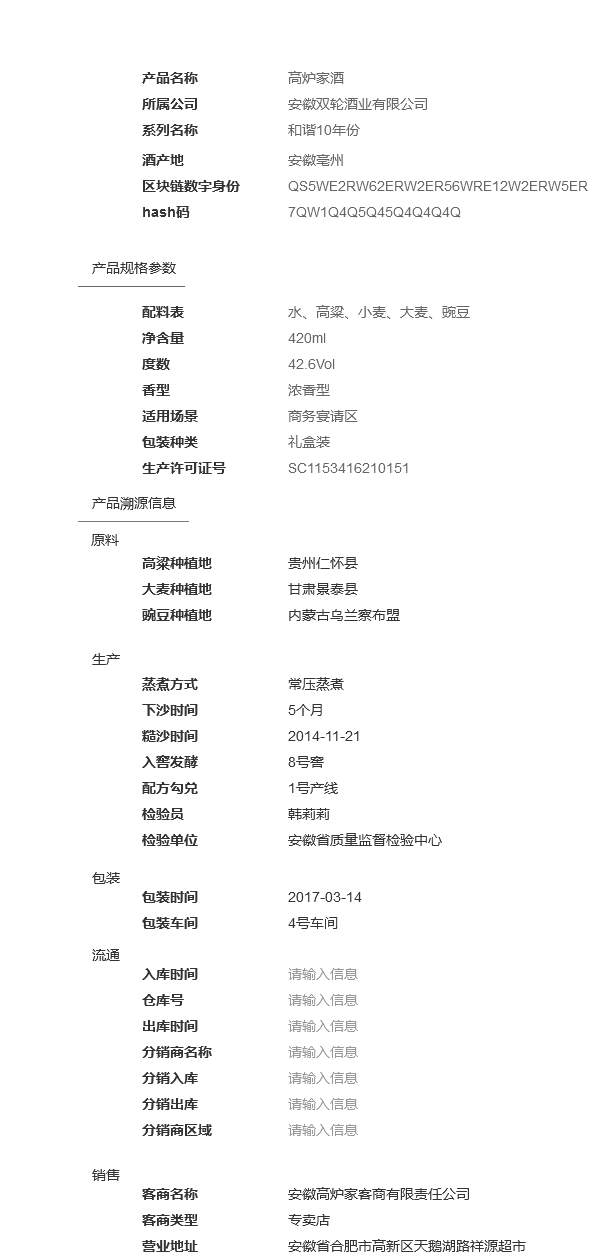 产品名称 高炉家酒
所属公司 安徽双轮酒业有限公司
系列名称 和谐10年份
酒产地 安徽亳州
区块链数字身份 QS5WE2RW62ERW2ER56WRE12W2ERW5ER
hash码 7QW1Q4Q5Q45Q4Q4Q4Q
产品规格参数
配料表 水、高粱、小麦、大麦、豌豆
净含量 420ml
度数 42.6Vol
香型 浓香型
适用场景 商务宴请区
包装种类 礼盒装
生产许可证号 SC1153416210151
产品溯源信息
原料
高粱种植地 贵州仁怀县
大麦种植地 甘肃景泰县
豌豆种植地 内蒙古乌兰察布盟
生产
蒸煮方式 常压蒸煮
下沙时间 5个月
糙沙时间 2014-11-21
入窖发酵 8号窖
配方勾兑 1号产线
检验员 韩莉莉
检验单位 安徽省质量监督检验中心
包装
包装时间 2017-03-14
包装车间 4号车间
流通
入库时间 请输入信息
仓库号 请输入信息
出库时间 请输入信息
分销商名称 请输入信息
分销入库 请输入信息
分销出库 请输入信息
分销商区域 请输入信息
销售
客商名称 安徽高炉家客商有限责任公司
客商类型 专卖店
营业地址 安徽省合肥市高新区天鹅湖路祥源超市